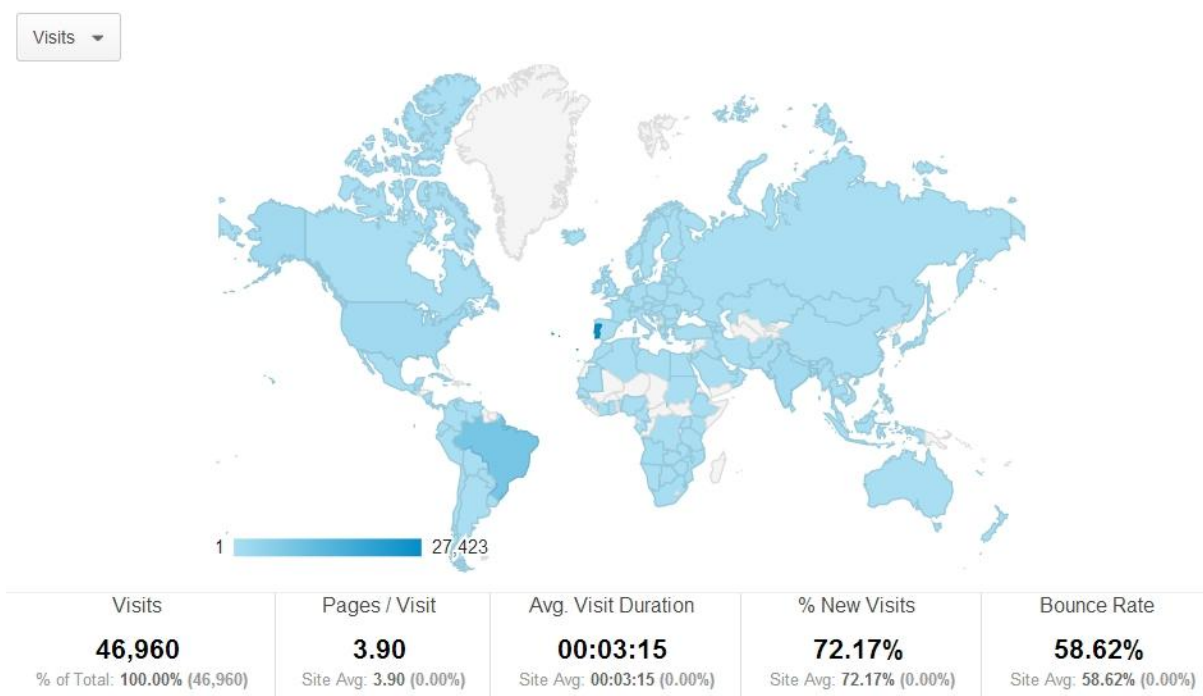 Visits
1 27,423
Visits Pages / Visit Avg. Visit Duration % New Visits Bounce Rate
46,960 3.90 00:03:15 72.17% 58.62%
% of Total: 100.00% (46,960) Site Avg: 3.90 (0.00%) Site Avg: 00:03:15 (0.00%) Site Avg: 72.17% (0.00%) Site Avg: 58.62% (0.00%)